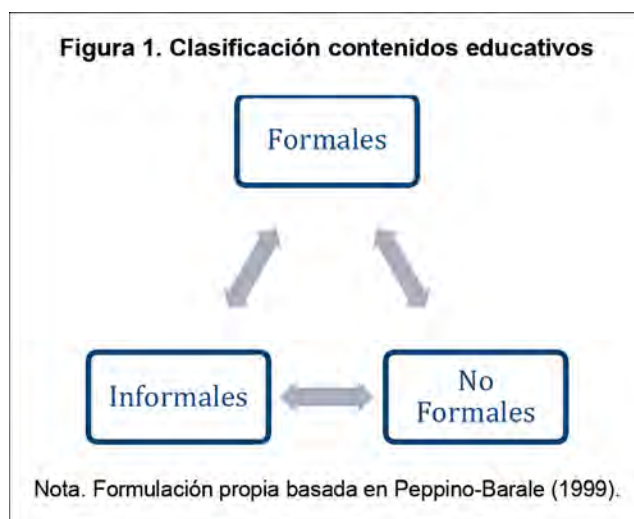 Figura 1. Clasificación contenidos educativos
Formales
Informales
No
Formales
Nota. Formulación propia basada en Peppino-Barale (1999).